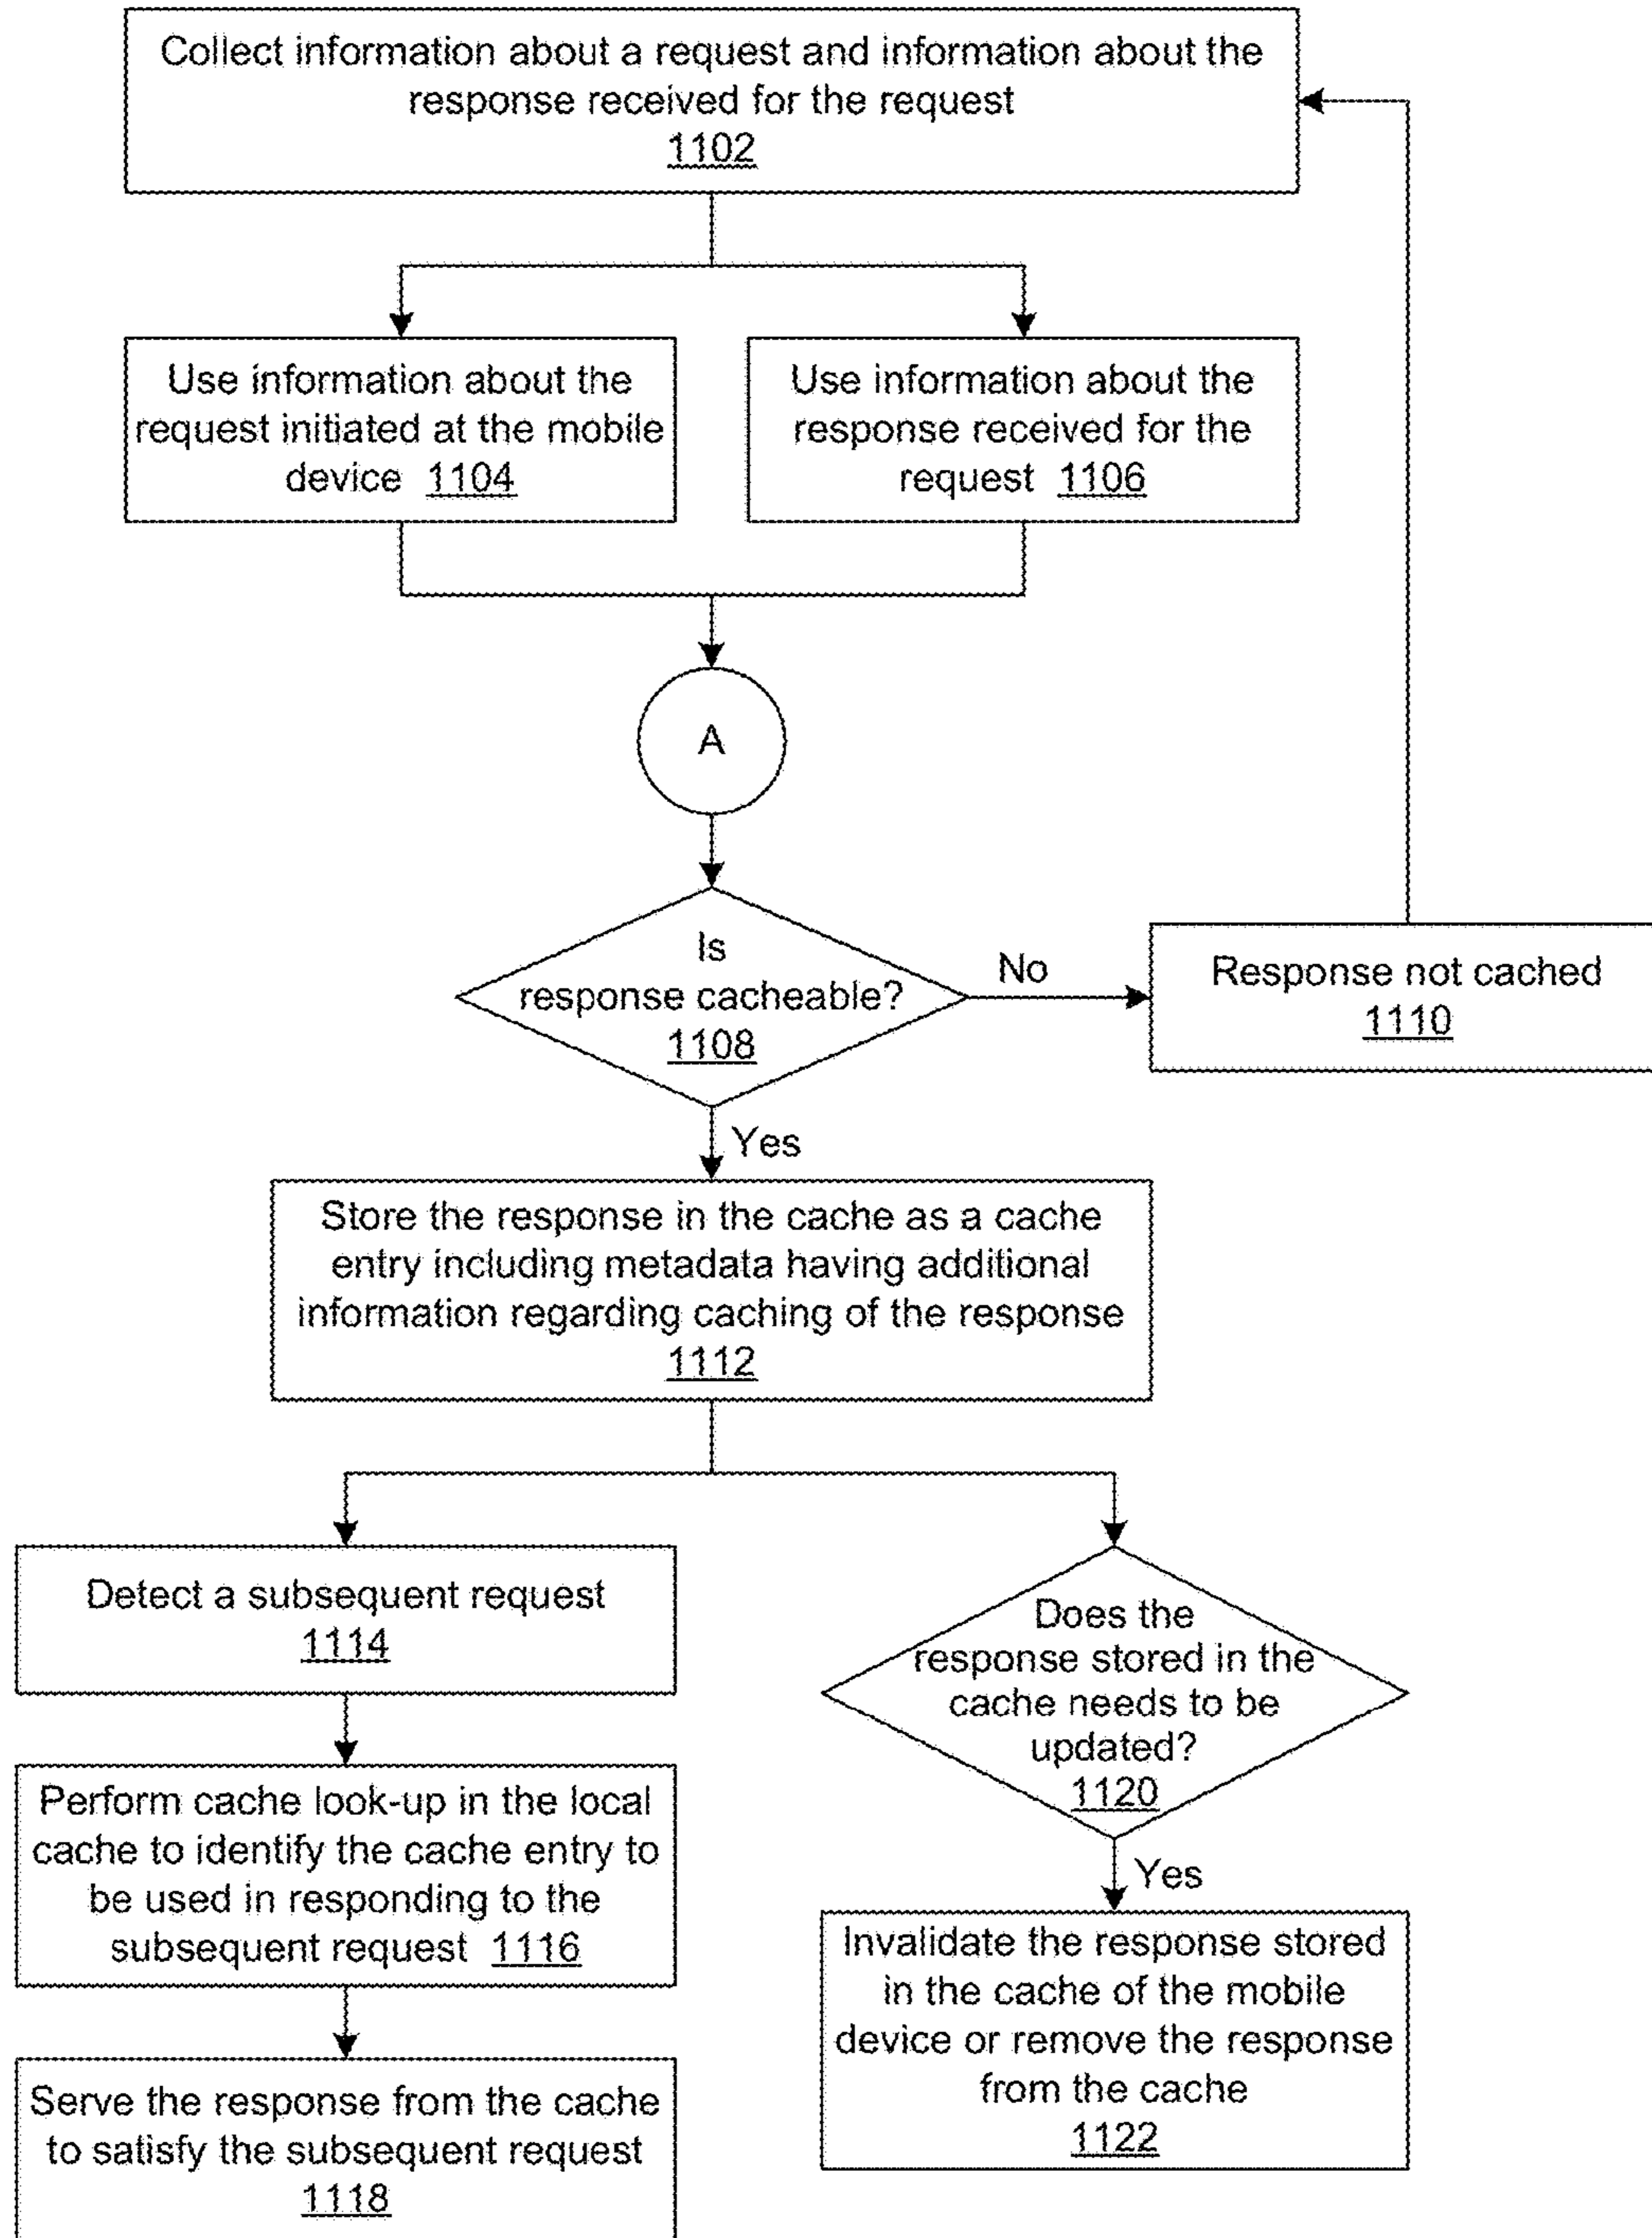 Collect information about a request and information about the
response received for the request
1102
Use information about the
request initiated at the mobile
device 1104
Use information about the
response received for the
request 1106
A
Is
response cacheable?
1108
No
Response not cached
1110
Yes
Store the response in the cache as a cache
entry including metadata having additional
information regarding caching of the response
1112
Detect a subsequent request
1114
Perform cache look-up in the local
cache to identify the cache entry to
be used in responding to the
subsequent request 1116
Serve the response from the cache
to satisfy the subsequent request
1118
Does the
response stored in the
cache needs to be
updated?
1120
Yes
Invalidate the response stored
in the cache of the mobile
device or remove the response
from the cache
1122